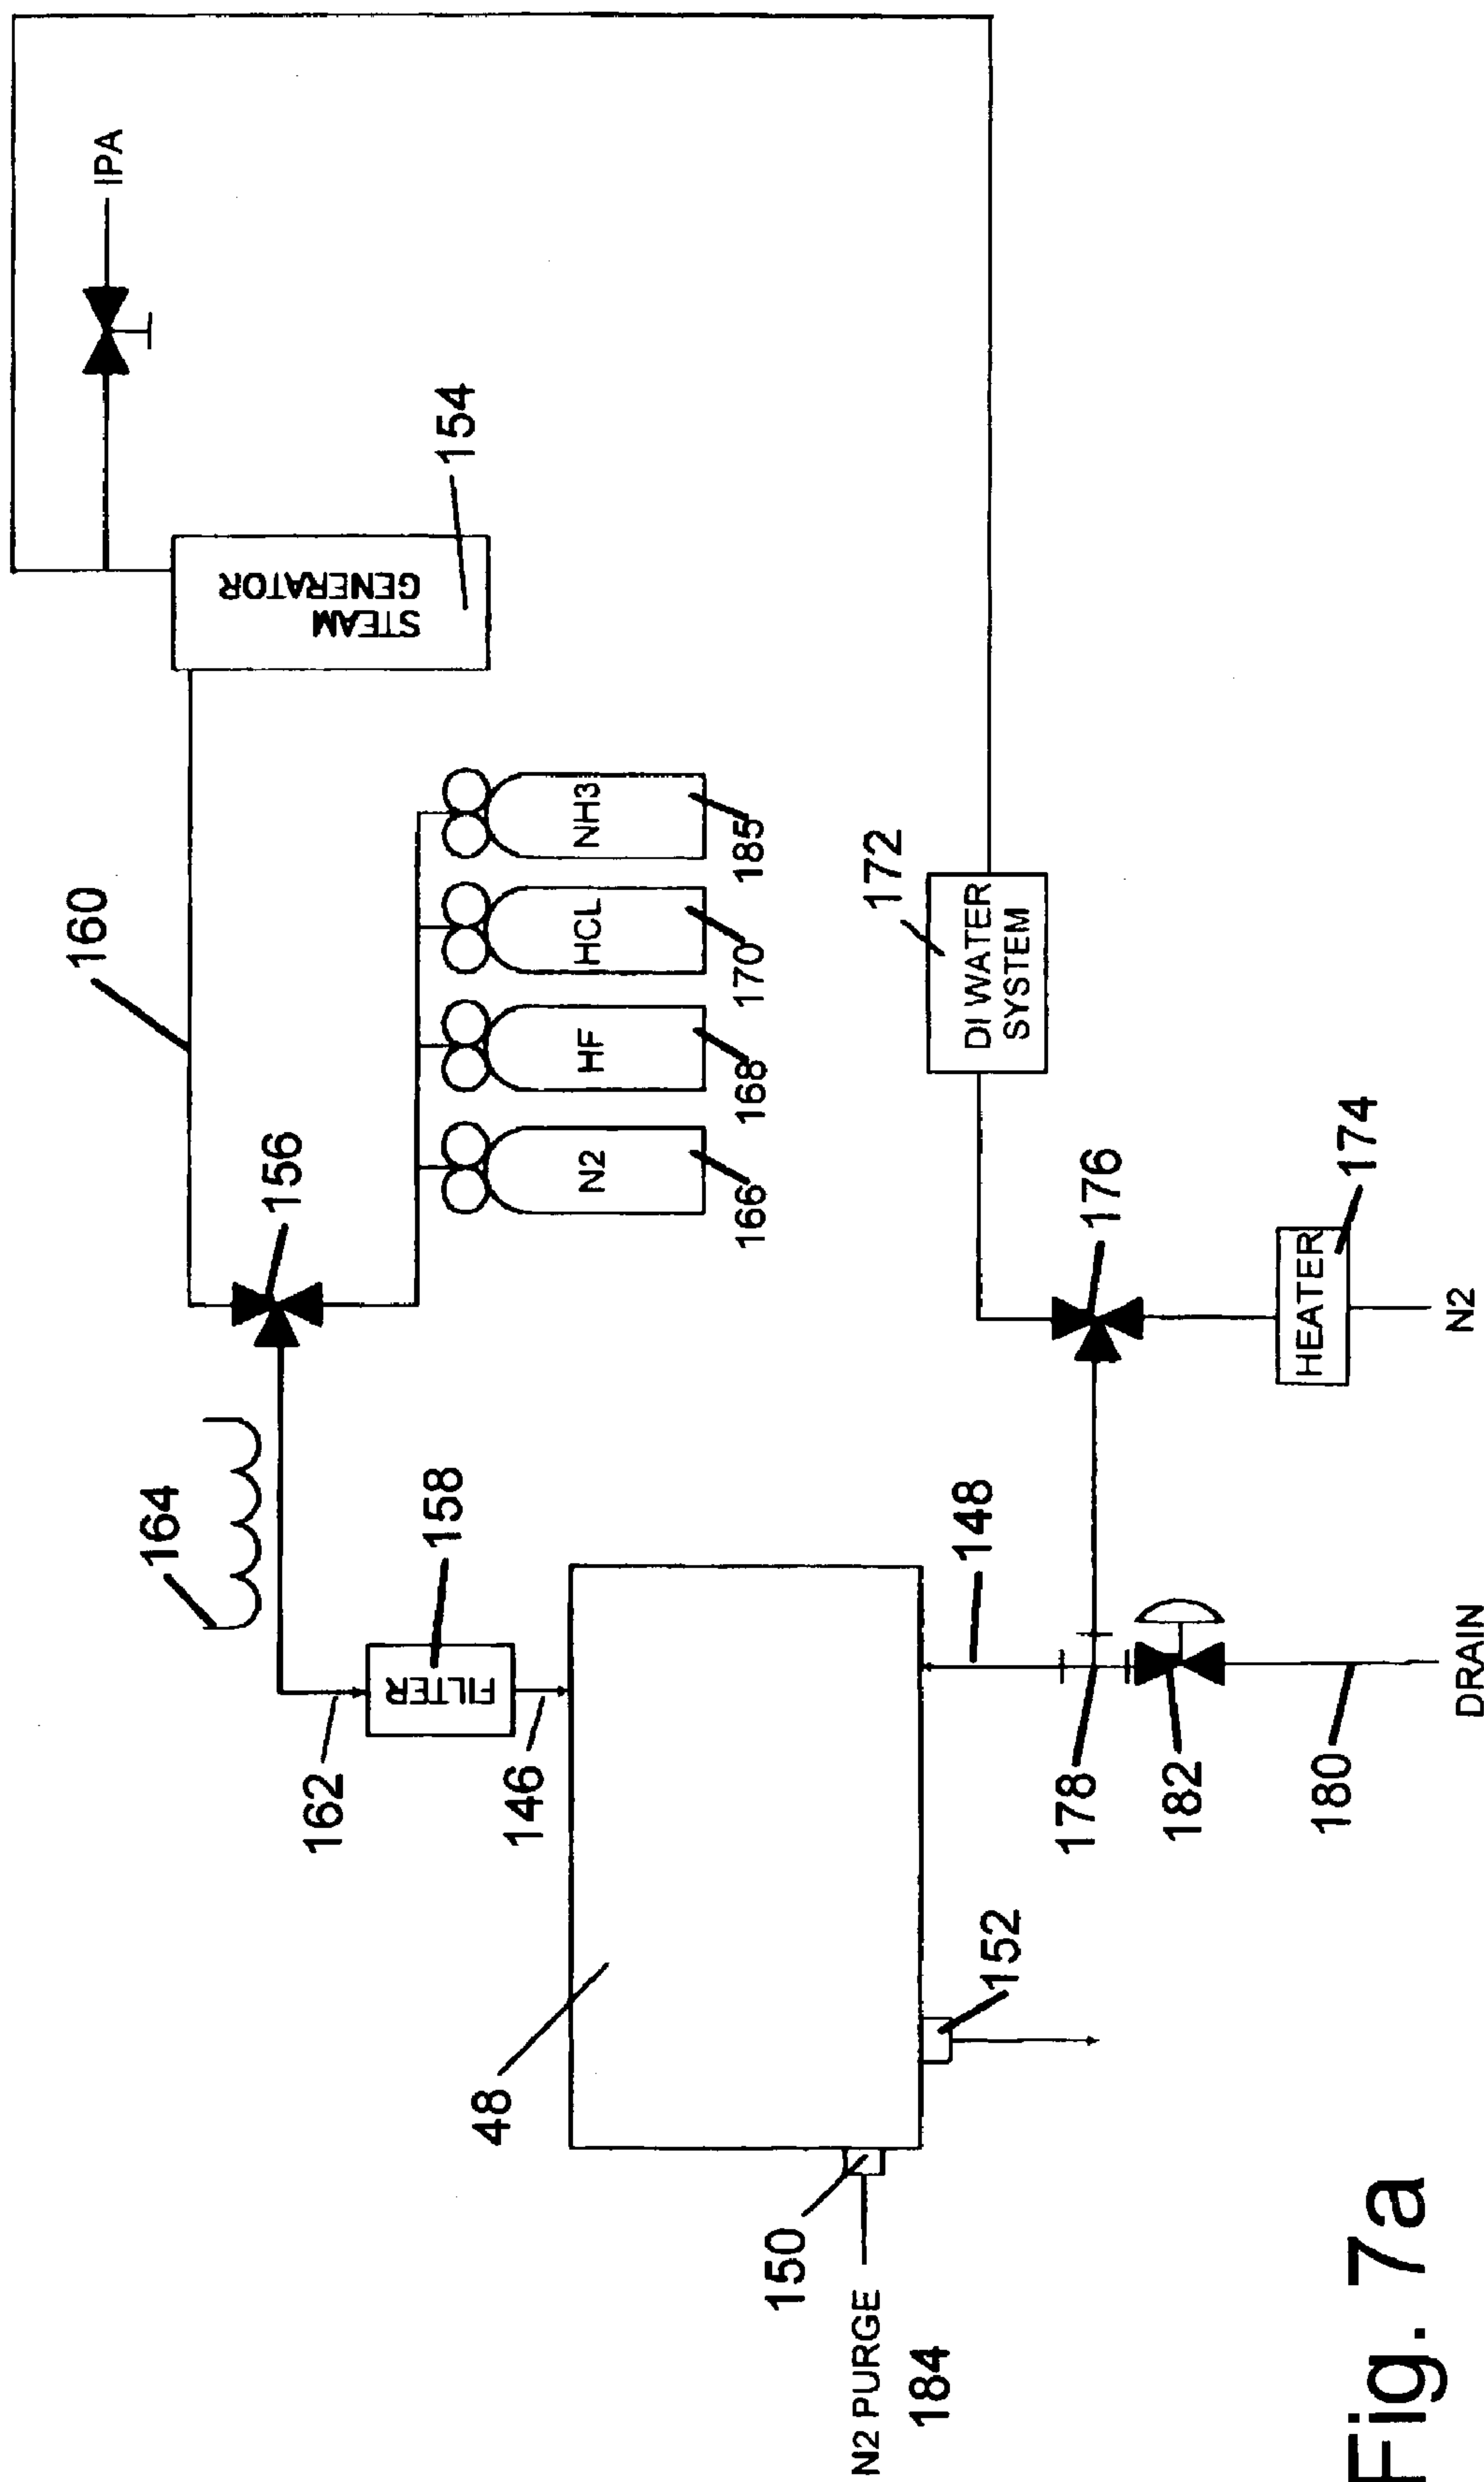 IPA
STEAM
GENERATOR
154
160
156
164
158
FILTER
162
146
NH3
185
HCL
170
HF
168
N2
166
172
DI WATER
SYSTEM
176
174
HEATER
N2
148
178
182
180
DRAIN
48
152
150
N2 PURGE
184
Fig. 7a